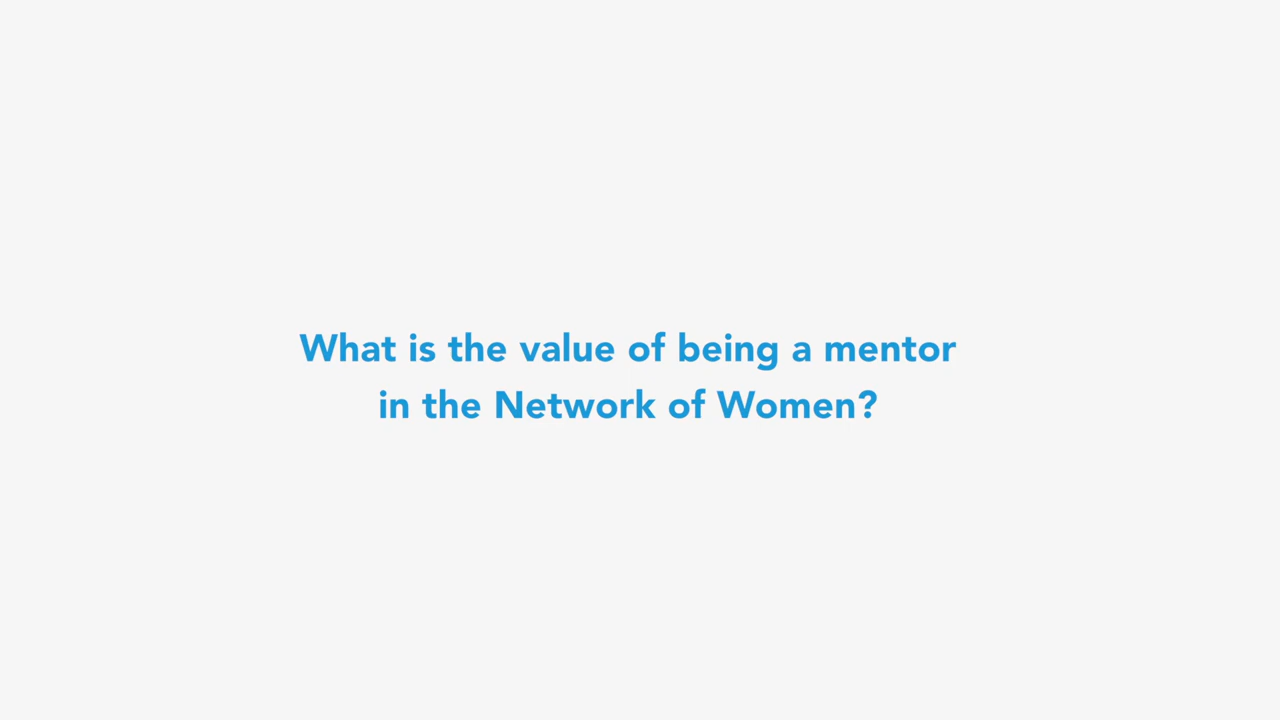 What is the value of being a mentor
in the Network of Women?